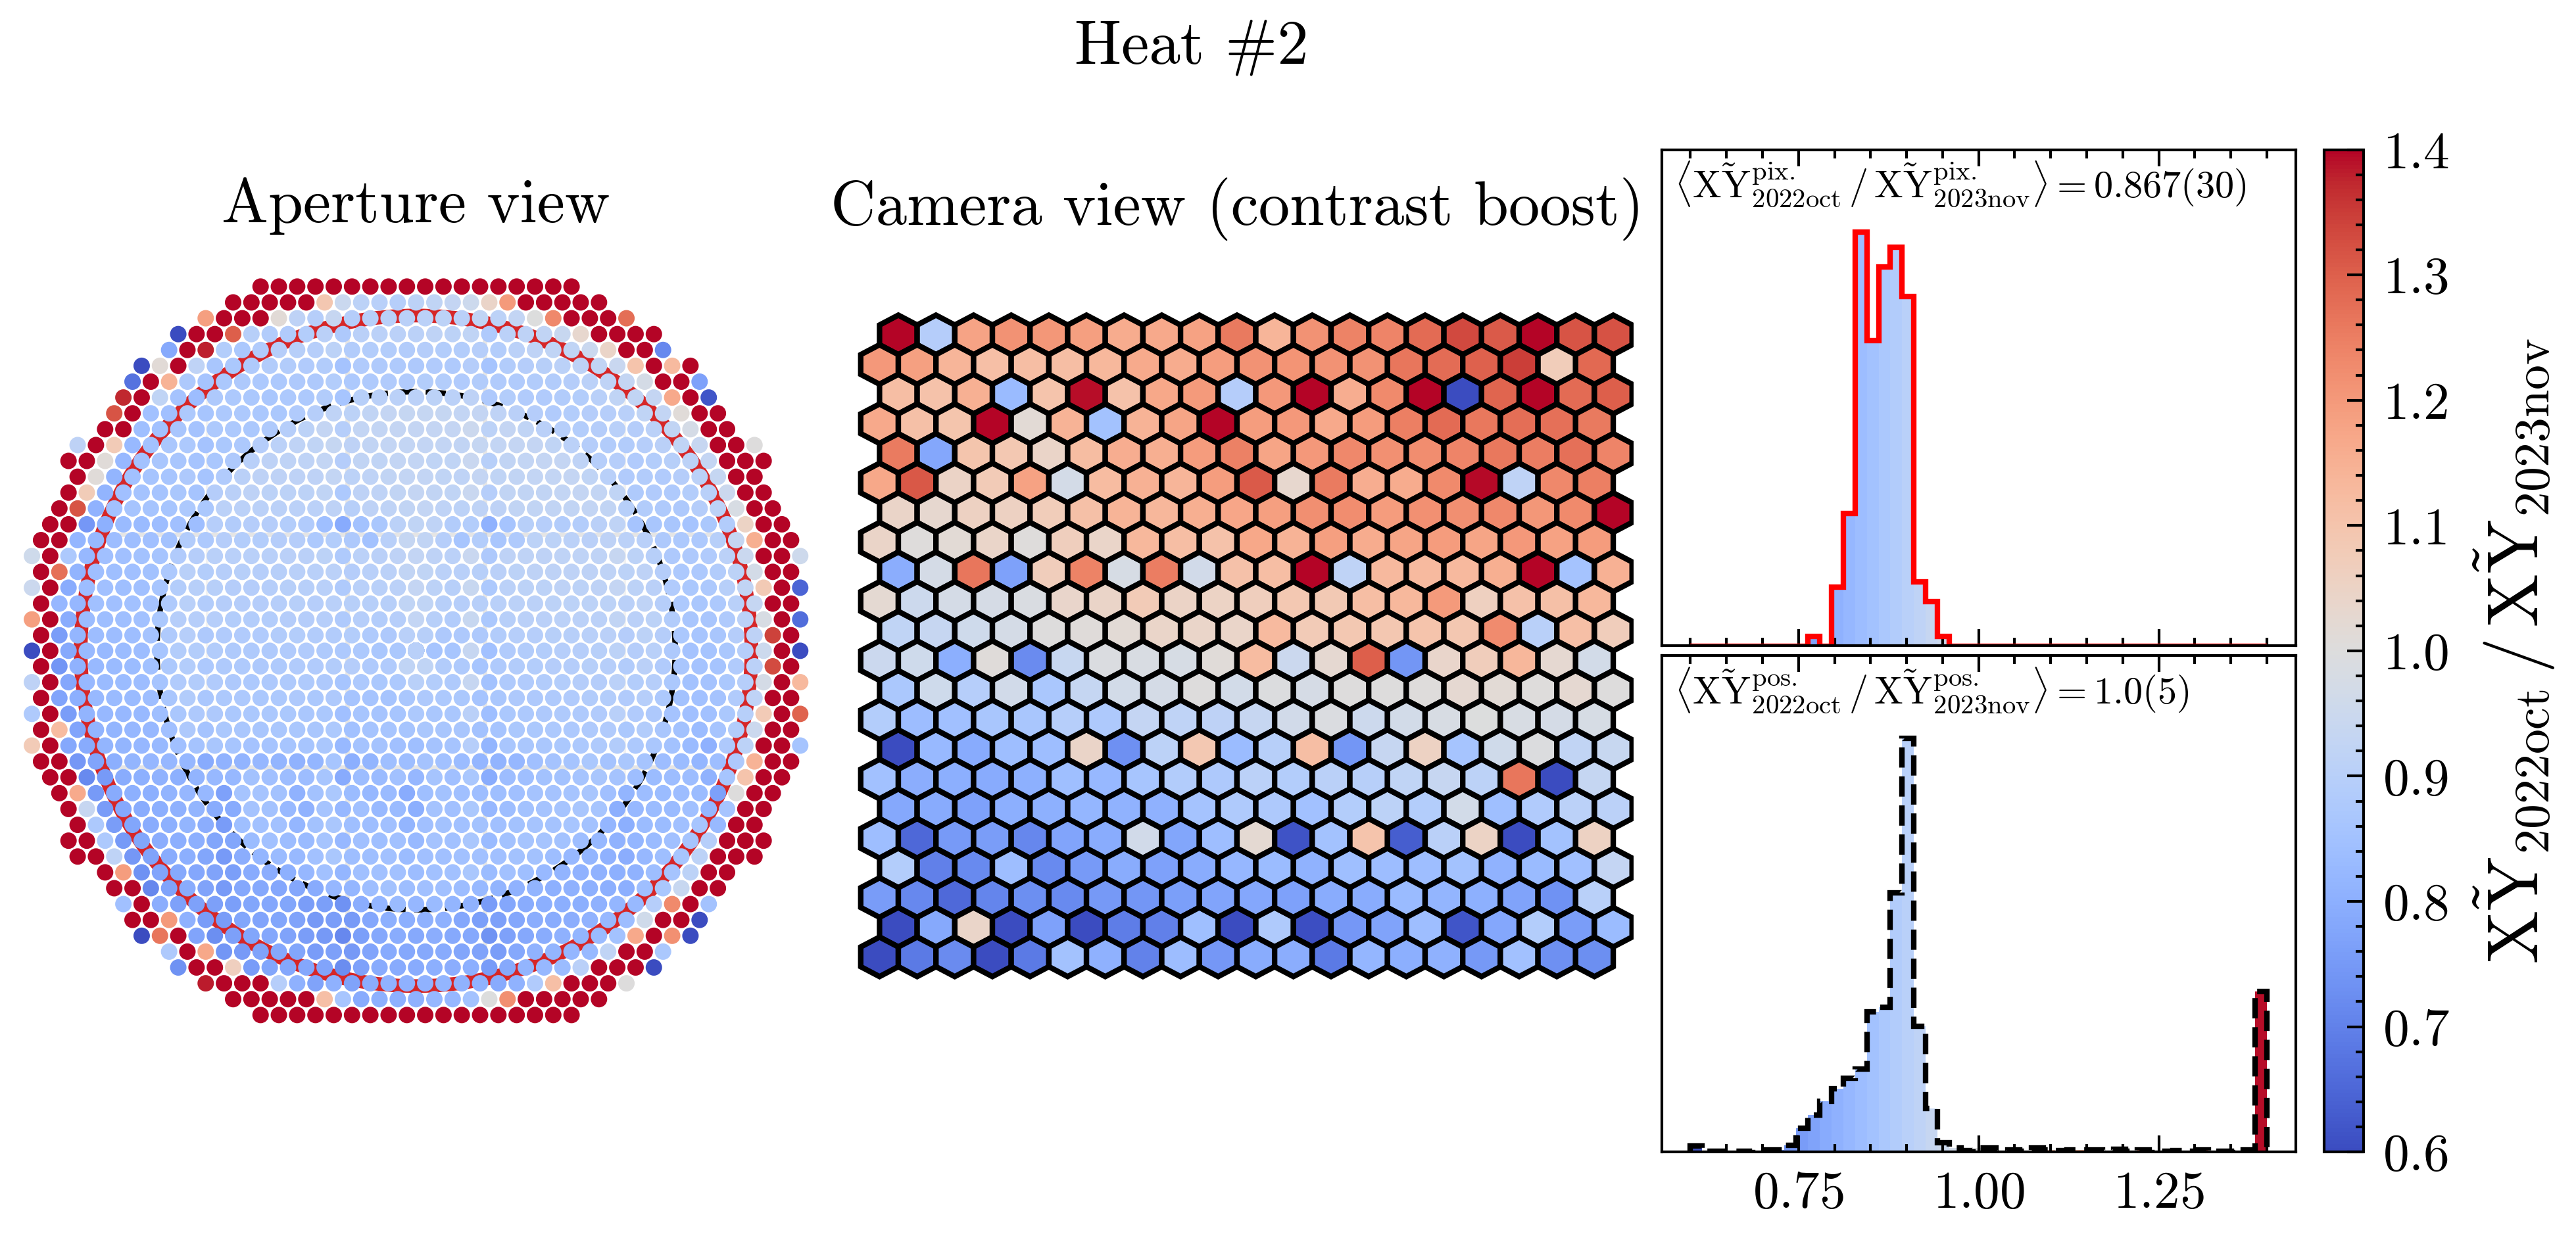 Heat #2
Aperture view
Camera view (contrast boost)
⟨XỸ^pix._2022oct / XỸ^pix._2023nov⟩ = 0.867(30)
⟨XỸ^pos._2022oct / XỸ^pos._2023nov⟩ = 1.0(5)
0.75 1.00 1.25
1.4
1.3
1.2
1.1
1.0
0.9
0.8
0.7
0.6
XỸ_2022oct / XỸ_2023nov